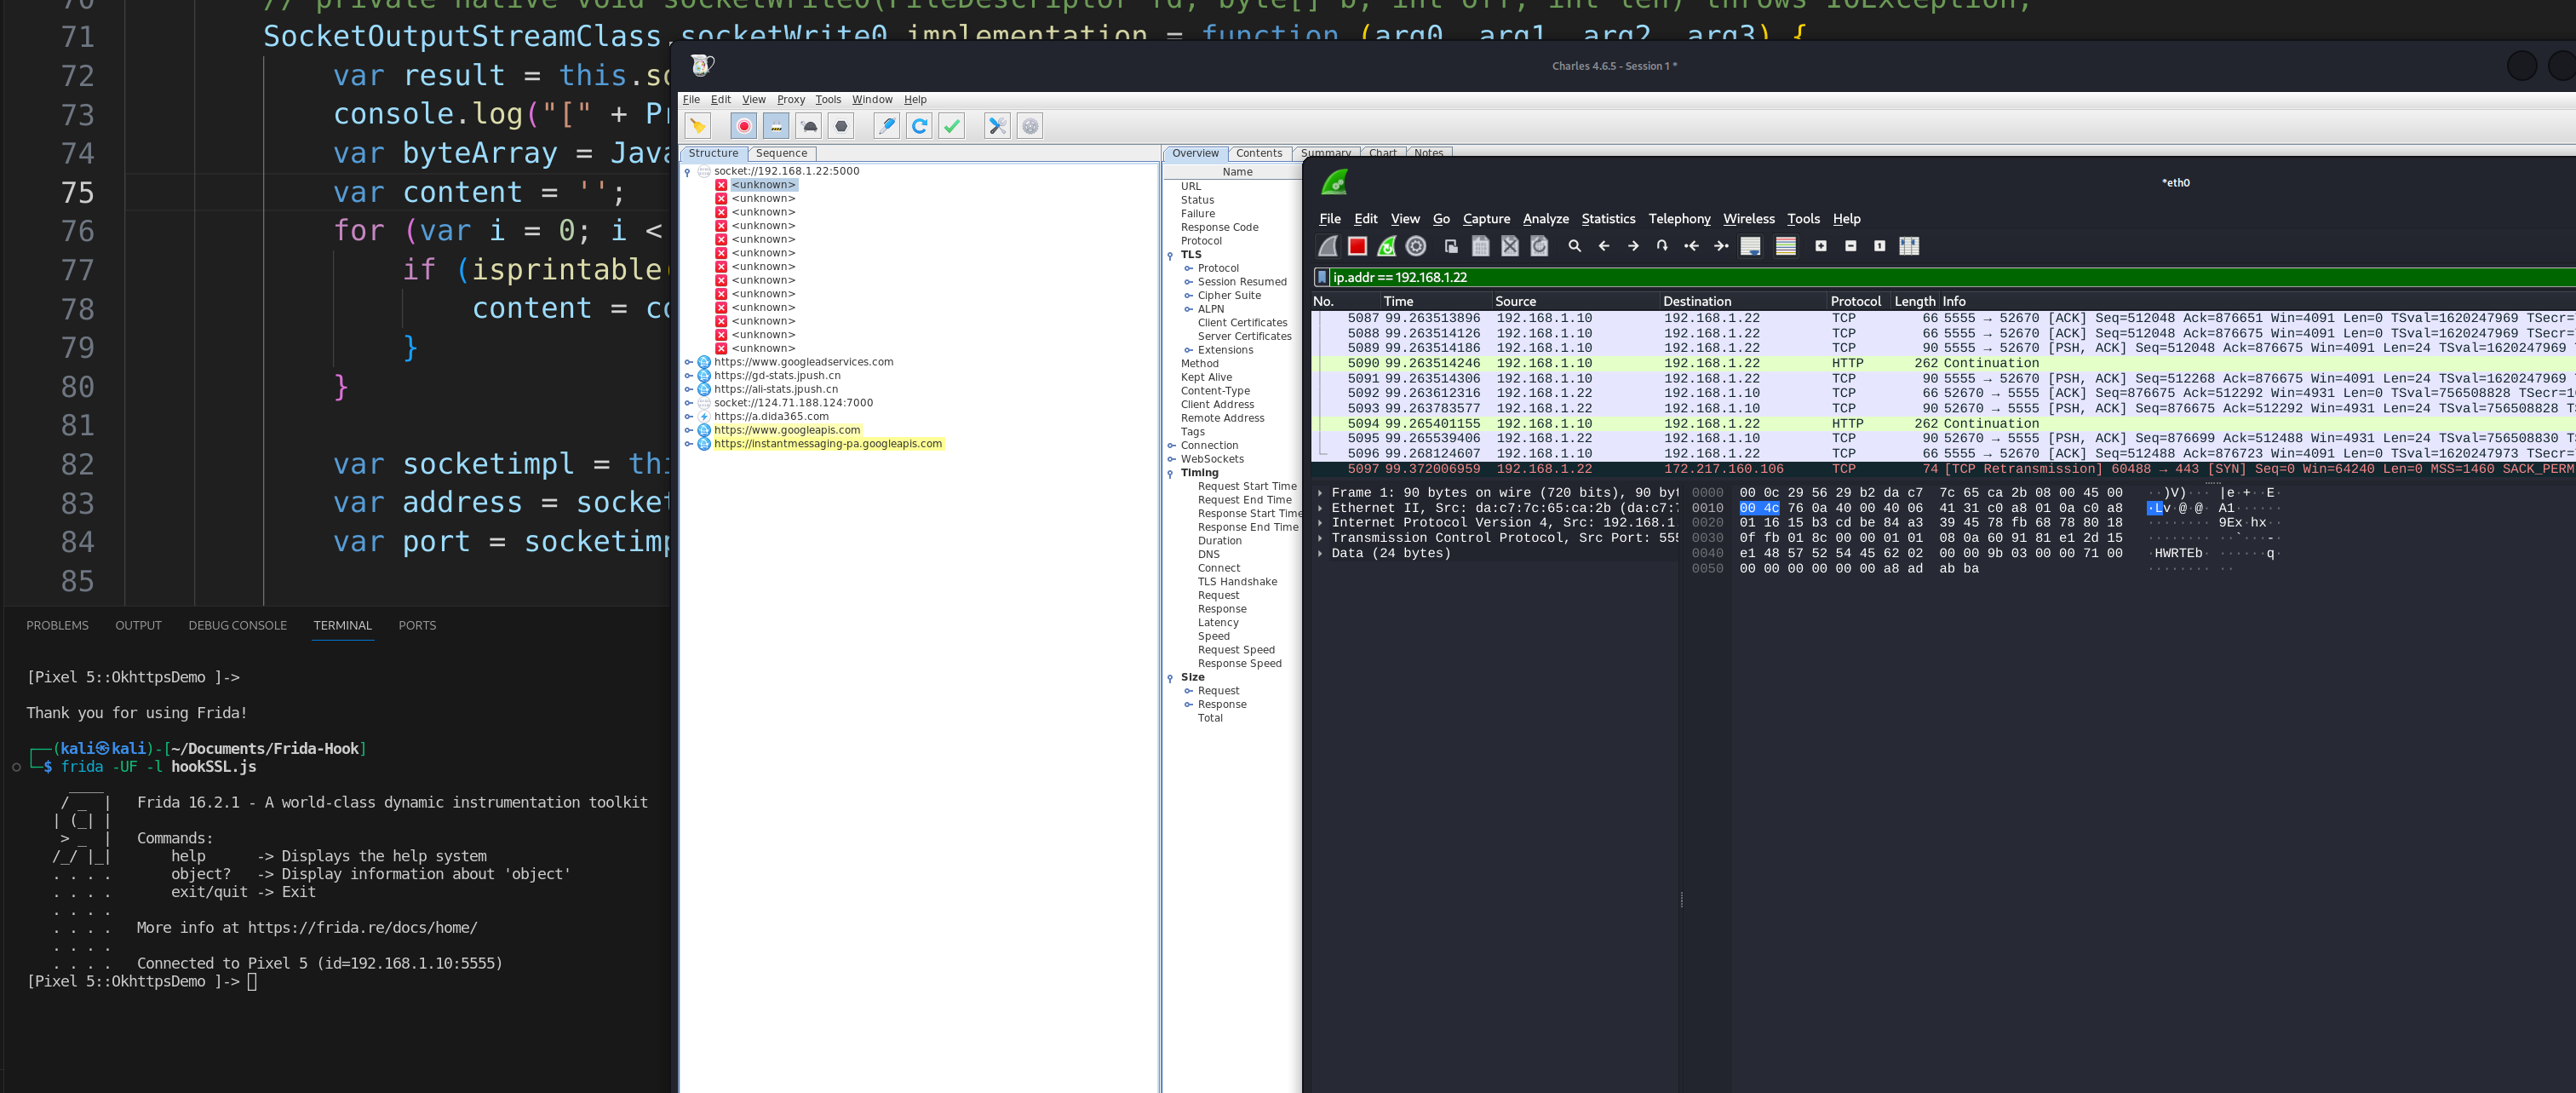 70 // private native void socketWrite0(FileDescriptor fd, byte[] b, int off, int len) throws IOException;
71 SocketOutputStreamClass.socketWrite0.implementation = function (arg0, arg1, arg2, arg3) {
72 var result = this.so
73 console.log("[" + Pr
74 var byteArray = Java
75 var content = '';
76 for (var i = 0; i <
77 if (isprintable(
78 content = co
79 }
80 }
81
82 var socketimpl = thi
83 var address = socket
84 var port = socketimp
85
PROBLEMS OUTPUT DEBUG CONSOLE TERMINAL PORTS
[Pixel 5::OkhttpsDemo ]->
Thank you for using Frida!
┌──(kali㉿kali)-[~/Documents/Frida-Hook]
└─$ frida -UF -l hookSSL.js
____
/ _ | Frida 16.2.1 - A world-class dynamic instrumentation toolkit
| (_| |
> _ | Commands:
/_/ |_| help -> Displays the help system
. . . . object? -> Display information about 'object'
. . . . exit/quit -> Exit
. . . .
. . . . More info at https://frida.re/docs/home/
. . . .
. . . . Connected to Pixel 5 (id=192.168.1.10:5555)
[Pixel 5::OkhttpsDemo ]->
Charles 4.6.5 - Session 1 *
File Edit View Proxy Tools Window Help
Structure Sequence
socket://192.168.1.22:5000
<unknown>
<unknown>
<unknown>
<unknown>
<unknown>
<unknown>
<unknown>
<unknown>
<unknown>
<unknown>
<unknown>
<unknown>
<unknown>
https://www.googleadservices.com
https://gd-stats.jpush.cn
https://ali-stats.jpush.cn
socket://124.71.188.124:7000
https://a.dida365.com
https://www.googleapis.com
https://instantmessaging-pa.googleapis.com
Overview Contents Summary Chart Notes
Name
URL
Status
Failure
Response Code
Protocol
TLS
Protocol
Session Resumed
Cipher Suite
ALPN
Client Certificates
Server Certificates
Extensions
Method
Kept Alive
Content-Type
Client Address
Remote Address
Tags
Connection
WebSockets
Timing
Request Start Time
Request End Time
Response Start Time
Response End Time
Duration
DNS
Connect
TLS Handshake
Request
Response
Latency
Speed
Request Speed
Response Speed
Size
Request
Response
Total
*eth0
File Edit View Go Capture Analyze Statistics Telephony Wireless Tools Help
ip.addr == 192.168.1.22
No. Time Source Destination Protocol Length Info
5087 99.263513896 192.168.1.10 192.168.1.22 TCP 66 5555 → 52670 [ACK] Seq=512048 Ack=876651 Win=4091 Len=0 TSval=1620247969 TSecr=
5088 99.263514126 192.168.1.10 192.168.1.22 TCP 66 5555 → 52670 [ACK] Seq=512048 Ack=876675 Win=4091 Len=0 TSval=1620247969 TSecr=
5089 99.263514186 192.168.1.10 192.168.1.22 TCP 90 5555 → 52670 [PSH, ACK] Seq=512048 Ack=876675 Win=4091 Len=24 TSval=1620247969
5090 99.263514246 192.168.1.10 192.168.1.22 HTTP 262 Continuation
5091 99.263514306 192.168.1.10 192.168.1.22 TCP 90 5555 → 52670 [PSH, ACK] Seq=512268 Ack=876675 Win=4091 Len=24 TSval=1620247969
5092 99.263612316 192.168.1.22 192.168.1.10 TCP 66 52670 → 5555 [ACK] Seq=876675 Ack=512292 Win=4931 Len=0 TSval=756508828 TSecr=1
5093 99.263783577 192.168.1.22 192.168.1.10 TCP 90 52670 → 5555 [PSH, ACK] Seq=876675 Ack=512292 Win=4931 Len=24 TSval=756508828 T
5094 99.265401155 192.168.1.10 192.168.1.22 HTTP 262 Continuation
5095 99.265539406 192.168.1.22 192.168.1.10 TCP 90 52670 → 5555 [PSH, ACK] Seq=876699 Ack=512488 Win=4931 Len=24 TSval=756508830 T
5096 99.268124607 192.168.1.10 192.168.1.22 TCP 66 5555 → 52670 [ACK] Seq=512488 Ack=876723 Win=4091 Len=0 TSval=1620247973 TSecr=
5097 99.372006959 192.168.1.22 172.217.160.106 TCP 74 [TCP Retransmission] 60488 → 443 [SYN] Seq=0 Win=64240 Len=0 MSS=1460 SACK_PERM
Frame 1: 90 bytes on wire (720 bits), 90 byt
Ethernet II, Src: da:c7:7c:65:ca:2b (da:c7:7
Internet Protocol Version 4, Src: 192.168.1.
Transmission Control Protocol, Src Port: 555
Data (24 bytes)
0000 00 0c 29 56 29 b2 da c7 7c 65 ca 2b 08 00 45 00 ··)V)··· |e·+··E·
0010 00 4c 76 0a 40 00 40 06 41 31 c0 a8 01 0a c0 a8 ·Lv·@·@· A1······
0020 01 16 15 b3 cd be 84 a3 39 45 78 fb 68 78 80 18 ········ 9Ex·hx··
0030 0f fb 01 8c 00 00 01 01 08 0a 60 91 81 e1 2d 15 ········ ··`···-·
0040 e1 48 57 52 54 45 62 02 00 00 9b 03 00 00 71 00 ·HWRTEb· ······q·
0050 00 00 00 00 00 00 a8 ad ab ba ········ ··